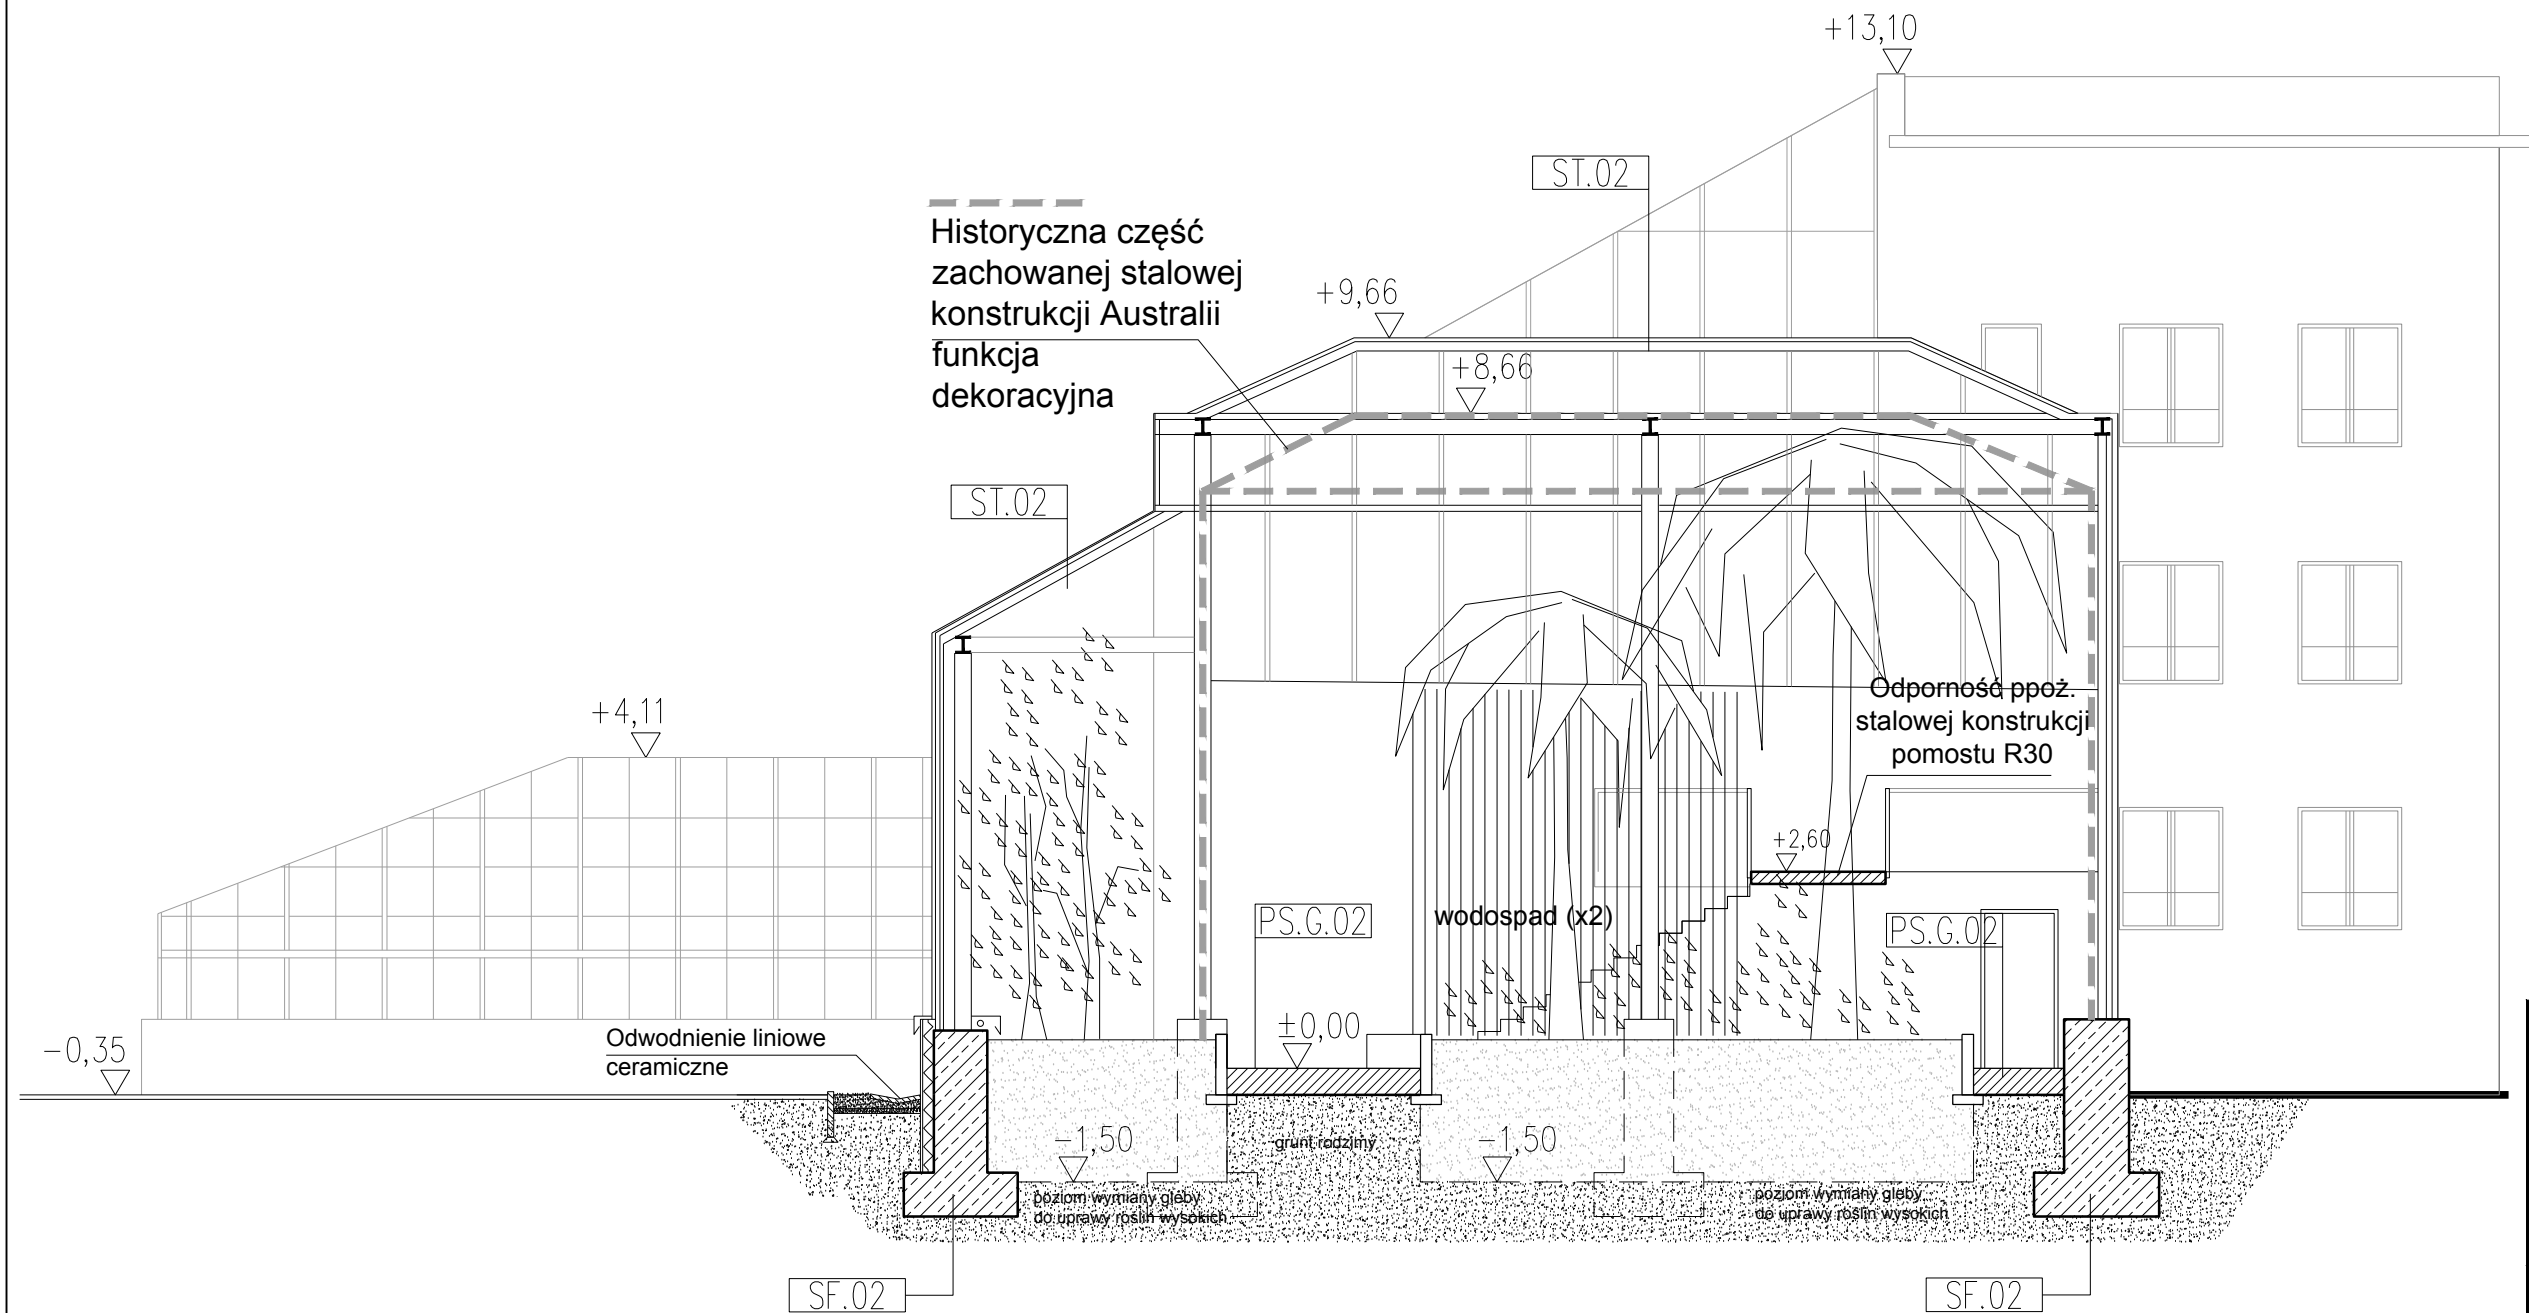 +13,10
ST.02
Historyczna część
zachowanej stalowej
konstrukcji Australii
funkcja
dekoracyjna
+9,66
+8,66
ST.02
Odporność ppoż.
stalowej konstrukcji
pomostu R30
+4,11
+2,60
PS.G.02
wodospad (x2)
PS.G.02
Odwodnienie liniowe
ceramiczne
±0,00
-0,35
-1,50
grunt rodzimy
-1,50
poziom wymiany gleby
do uprawy roślin wysokich
poziom wymiany gleby
do uprawy roślin wysokich
SF.02
SF.02